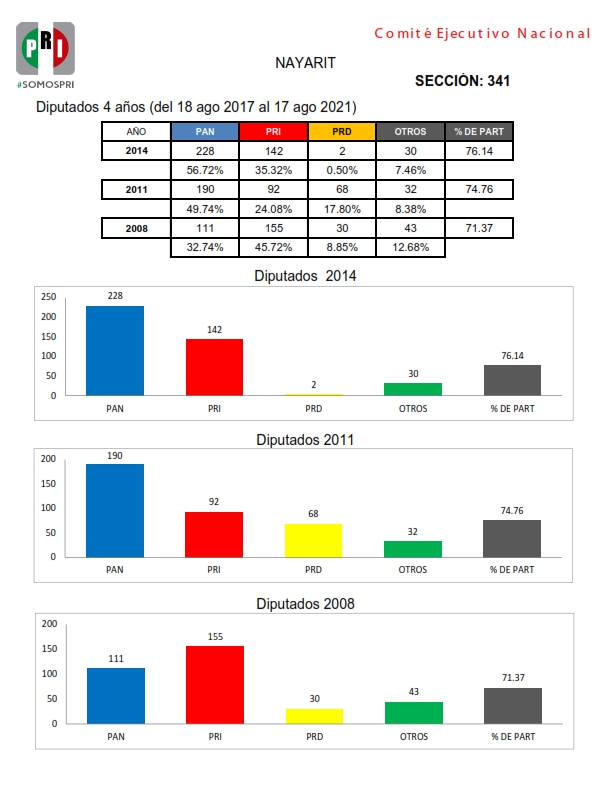 PRI
#SOMOSPRI
Comité Ejecutivo Nacional
NAYARIT
SECCIÓN: 341
Diputados 4 años (del 18 ago 2017 al 17 ago 2021)
AÑO PAN PRI PRD OTROS % DE PART
2014 228 142 2 30 76.14
56.72% 35.32% 0.50% 7.46%
2011 190 92 68 32 74.76
49.74% 24.08% 17.80% 8.38%
2008 111 155 30 43 71.37
32.74% 45.72% 8.85% 12.68%
Diputados 2014
250
200
150
100
50
0
228
142
2
30
76.14
PAN PRI PRD OTROS % DE PART
Diputados 2011
200
150
100
50
0
190
92
68
32
74.76
PAN PRI PRD OTROS % DE PART
Diputados 2008
200
150
100
50
0
111
155
30
43
71.37
PAN PRI PRD OTROS % DE PART